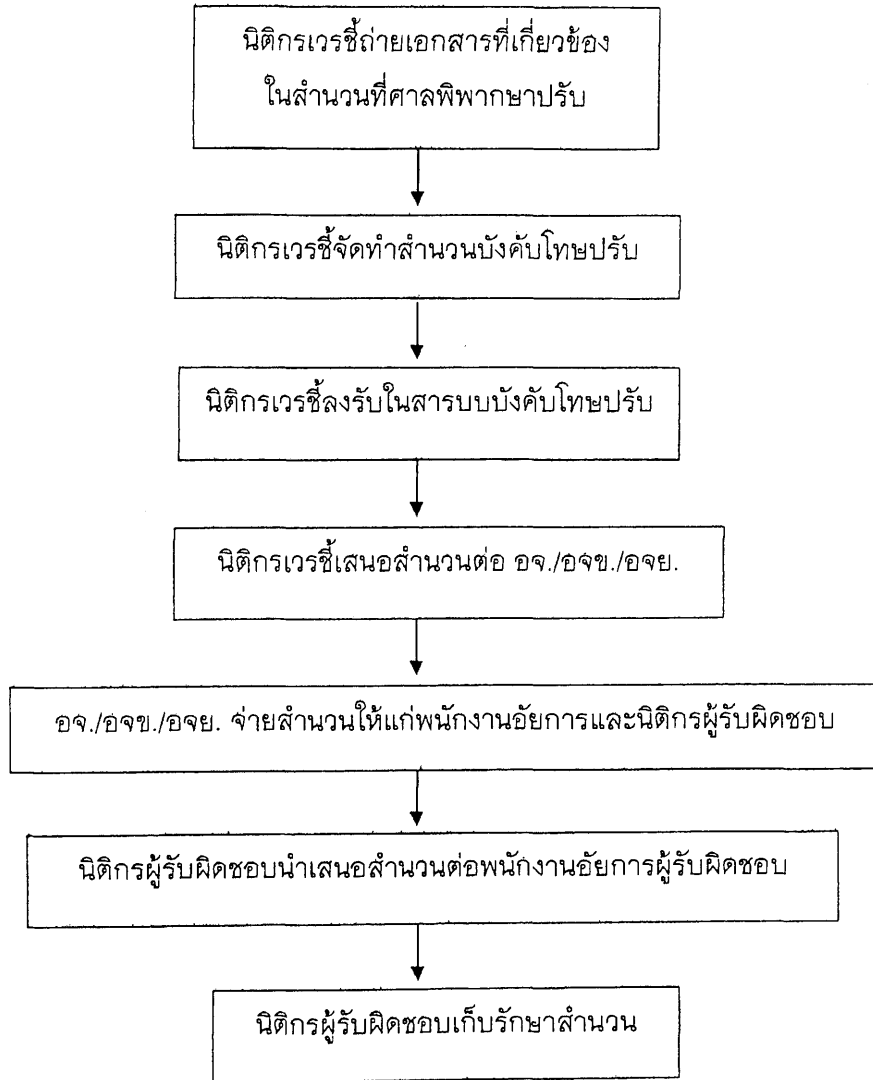 นิติกรเวรชี้ถ่ายเอกสารที่เกี่ยวข้อง
ในสำนวนที่ศาลพิพากษาปรับ
นิติกรเวรชี้จัดทำสำนวนบังคับโทษปรับ
นิติกรเวรชี้ลงรับในสารบบบังคับโทษปรับ
นิติกรเวรชี้เสนอสำนวนต่อ อจ./อจข./อจย.
อจ./อจข./อจย. จ่ายสำนวนให้แก่พนักงานอัยการและนิติกรผู้รับผิดชอบ
นิติกรผู้รับผิดชอบนำเสนอสำนวนต่อพนักงานอัยการผู้รับผิดชอบ
นิติกรผู้รับผิดชอบเก็บรักษาสำนวน